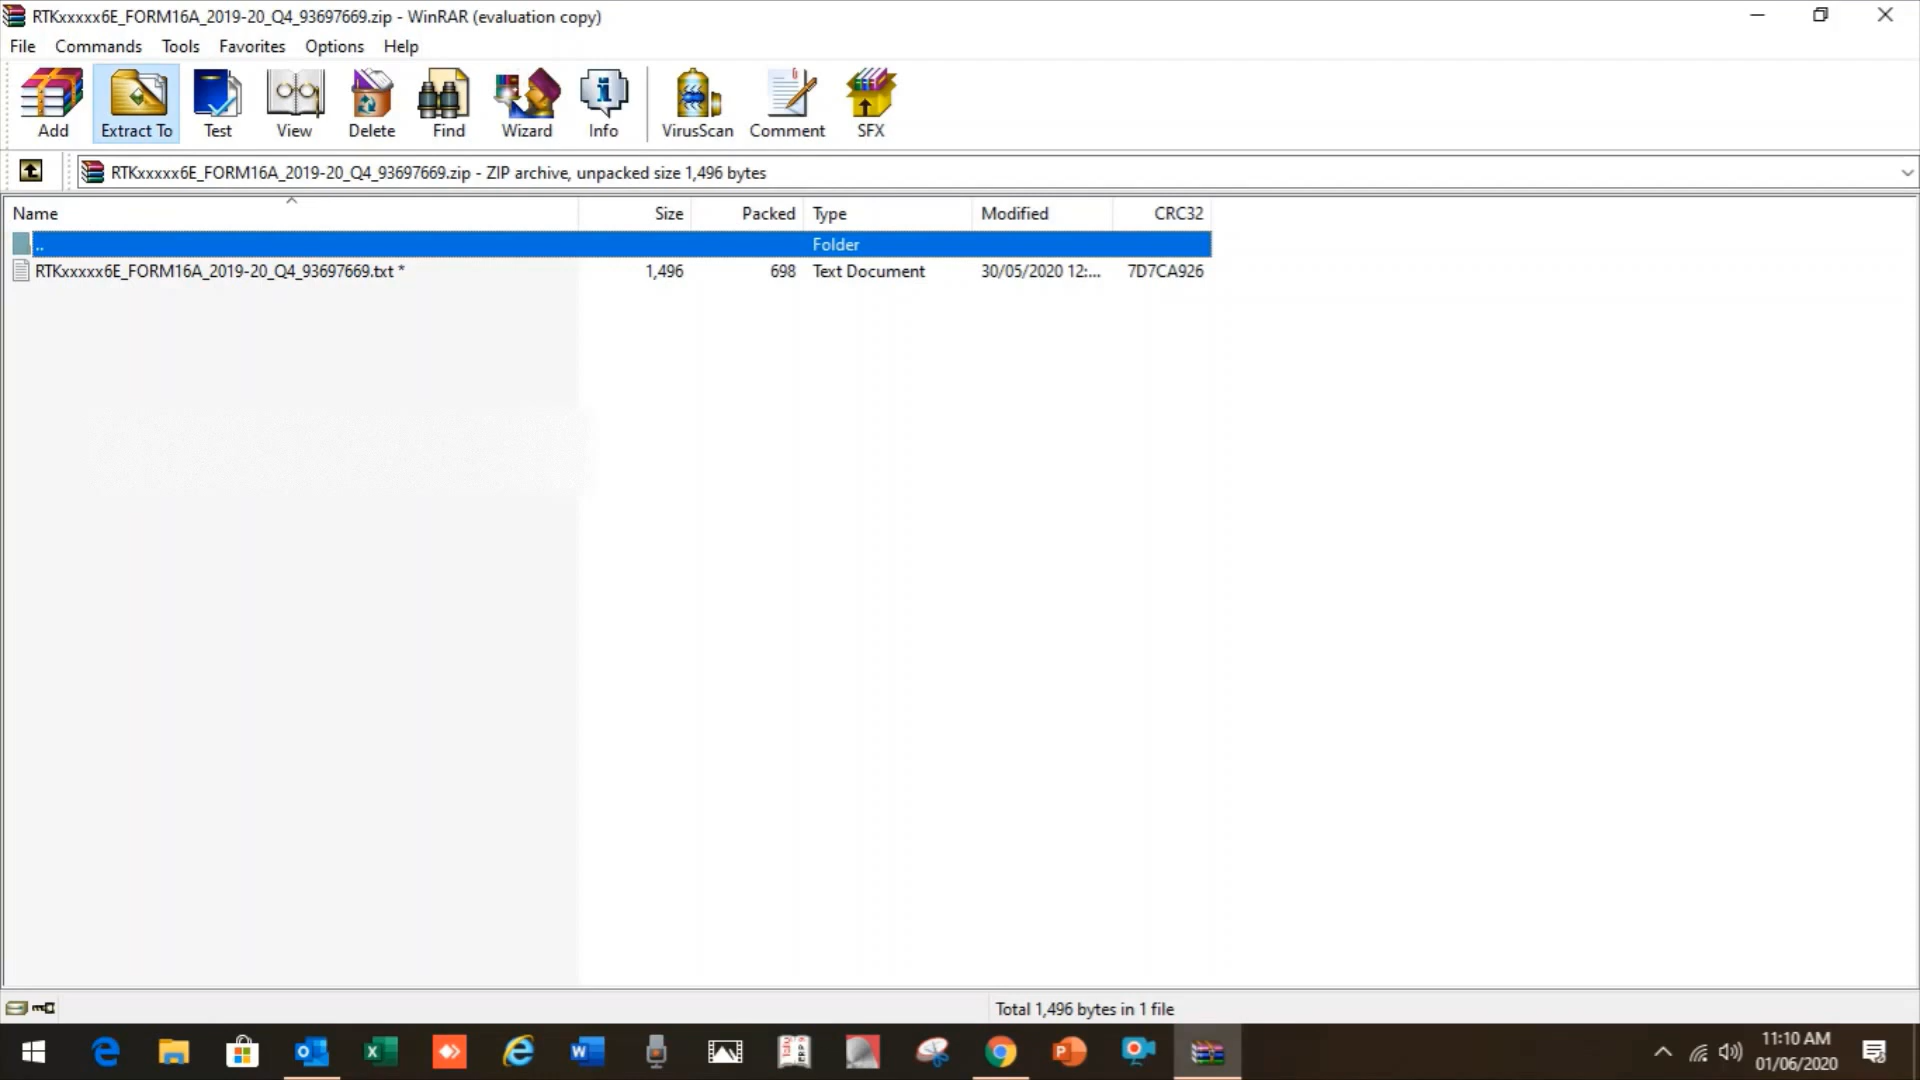 RTKxxxxx6E_FORM16A_2019-20_Q4_93697669.zip - WinRAR (evaluation copy)
File Commands Tools Favorites Options Help
Add Extract To Test View Delete Find Wizard Info VirusScan Comment SFX
RTKxxxxx6E_FORM16A_2019-20_Q4_93697669.zip - ZIP archive, unpacked size 1,496 bytes
Name Size Packed Type Modified CRC32
.. Folder
RTKxxxxx6E_FORM16A_2019-20_Q4_93697669.txt * 1,496 698 Text Document 30/05/2020 12:... 7D7CA926
Total 1,496 bytes in 1 file
11:10 AM
01/06/2020